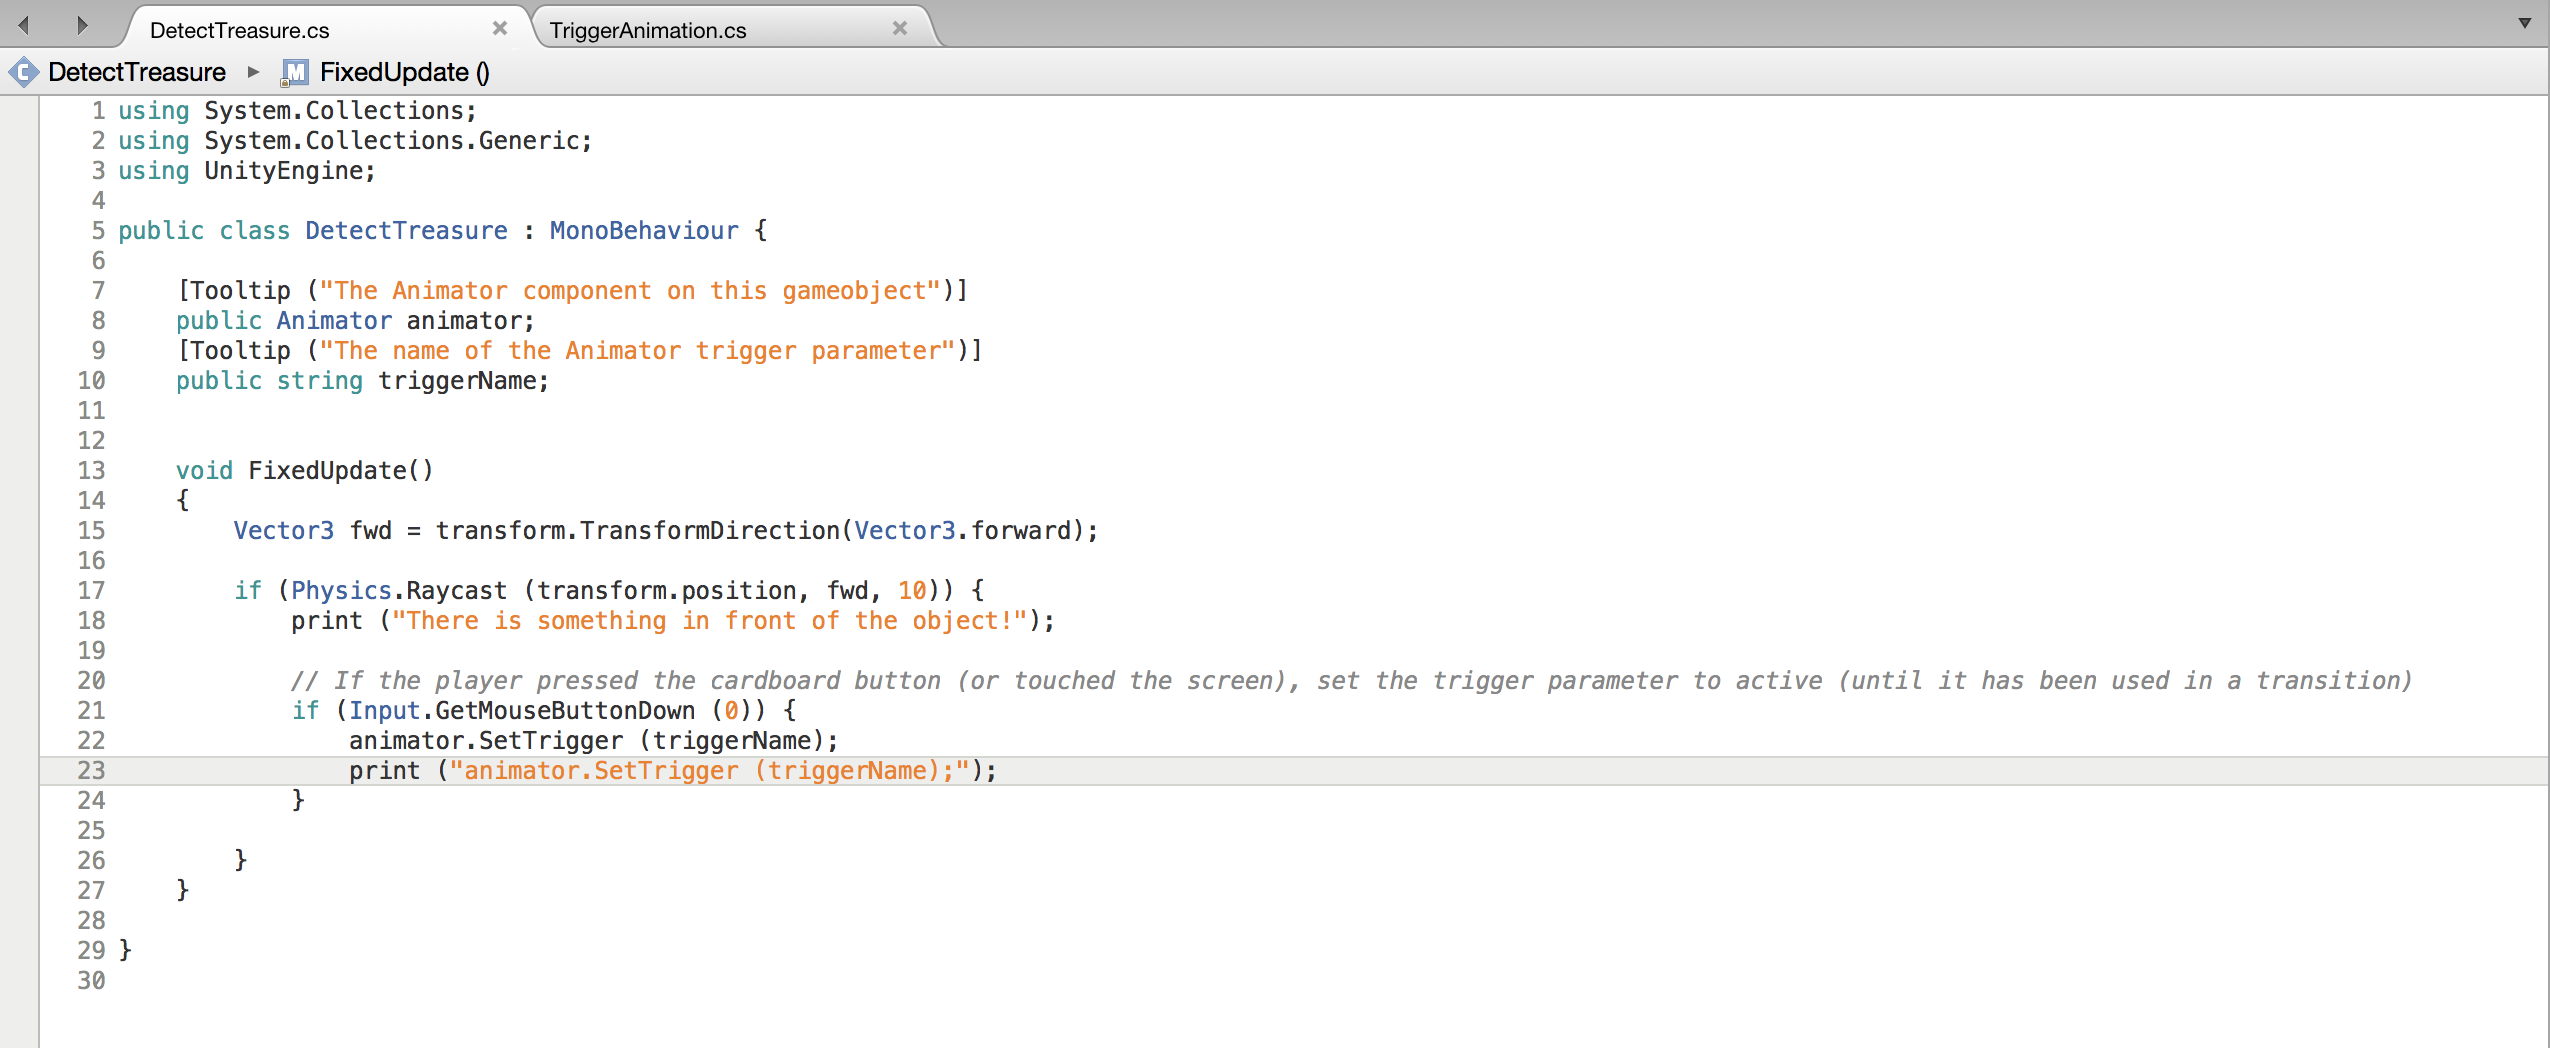 DetectTreasure.cs TriggerAnimation.cs
C DetectTreasure M FixedUpdate ()
1 using System.Collections;
2 using System.Collections.Generic;
3 using UnityEngine;
4
5 public class DetectTreasure : MonoBehaviour {
6
7 [Tooltip ("The Animator component on this gameobject")]
8 public Animator animator;
9 [Tooltip ("The name of the Animator trigger parameter")]
10 public string triggerName;
11
12
13 void FixedUpdate()
14 {
15 Vector3 fwd = transform.TransformDirection(Vector3.forward);
16
17 if (Physics.Raycast (transform.position, fwd, 10)) {
18 print ("There is something in front of the object!");
19
20 // If the player pressed the cardboard button (or touched the screen), set the trigger parameter to active (until it has been used in a transition)
21 if (Input.GetMouseButtonDown (0)) {
22 animator.SetTrigger (triggerName);
23 print ("animator.SetTrigger (triggerName);");
24 }
25
26 }
27 }
28
29 }
30